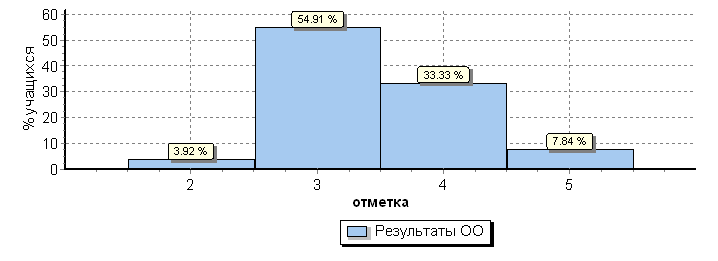 60
50
40
30
20
10
0
% учащихся
3.92 %
54.91 %
33.33 %
7.84 %
2 3 4 5
отметка
Результаты ОО